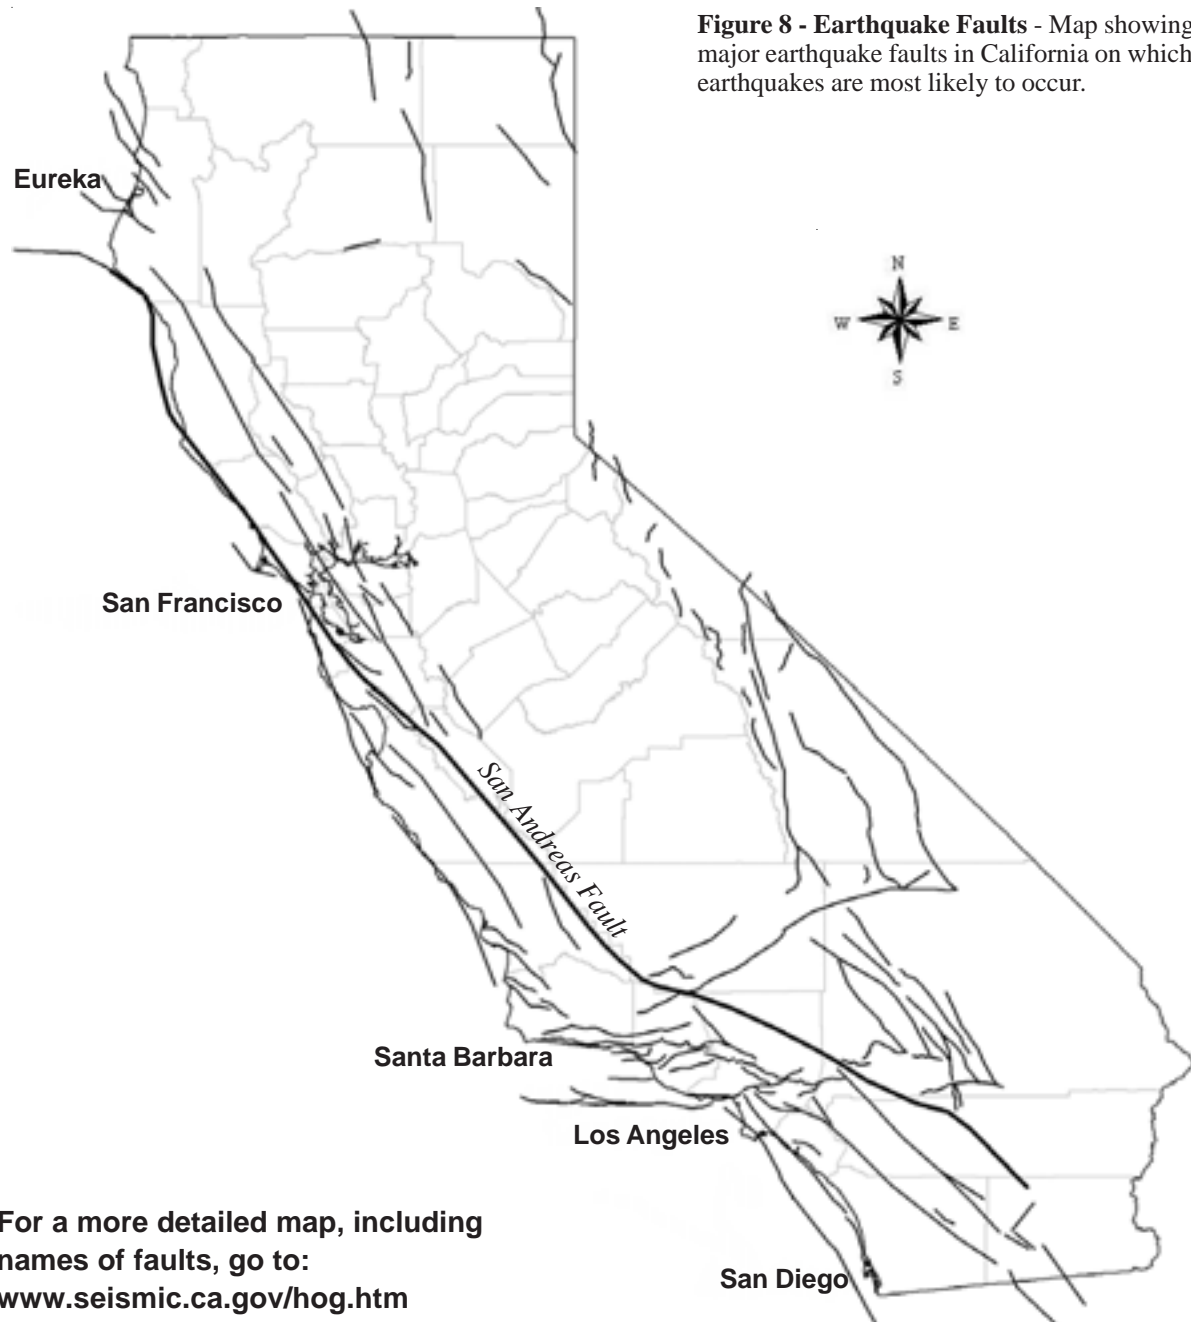 Figure 8 - Earthquake Faults - Map showing
major earthquake faults in California on which
earthquakes are most likely to occur.
Eureka
N
W E
S
San Francisco
San Andreas Fault
Santa Barbara
Los Angeles
For a more detailed map, including
names of faults, go to:
www.seismic.ca.gov/hog.htm
San Diego